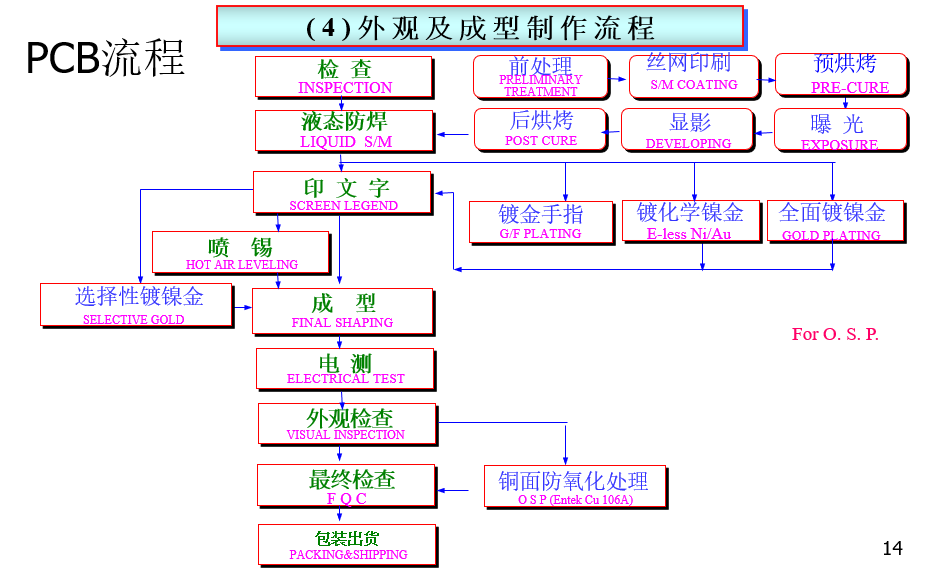 (4)外观及成型制作流程
PCB流程
检 查
INSPECTION
前处理
PRELIMINARY
TREATMENT
丝网印刷
S/M COATING
预烘烤
PRE-CURE
液态防焊
LIQUID S/M
后烘烤
POST CURE
显影
DEVELOPING
曝 光
EXPOSURE
印 文 字
SCREEN LEGEND
镀金手指
G/F PLATING
镀化学镍金
E-less Ni/Au
全面镀镍金
GOLD PLATING
喷 锡
HOT AIR LEVELING
选择性镀镍金
SELECTIVE GOLD
成 型
FINAL SHAPING
For O. S. P.
电 测
ELECTRICAL TEST
外观检查
VISUAL INSPECTION
最终检查
F Q C
铜面防氧化处理
O S P (Entek Cu 106A)
包装出货
PACKING&SHIPPING
14